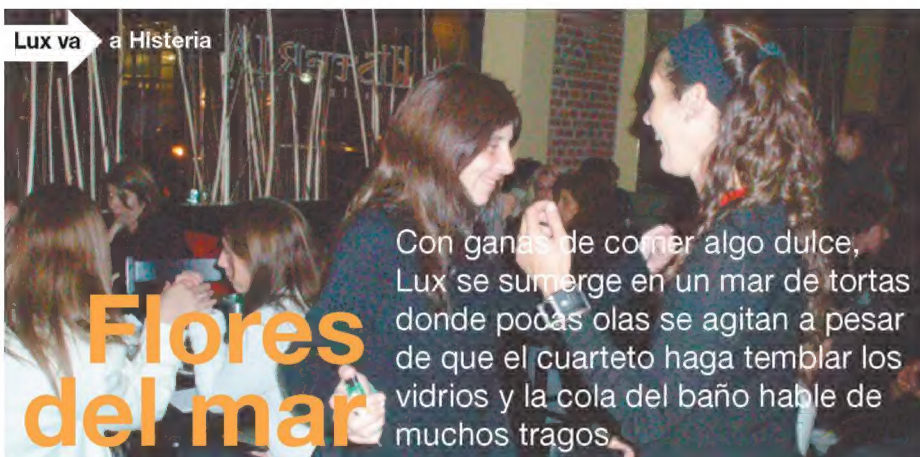 Lux va a Histeria
HISTERIA
Con ganas de comer algo dulce,
Lux se sumerge en un mar de tortas
donde pocas olas se agitan a pesar
de que el cuarteto haga temblar los
vidrios y la cola del baño hable de
muchos tragos.
Flores
del mar